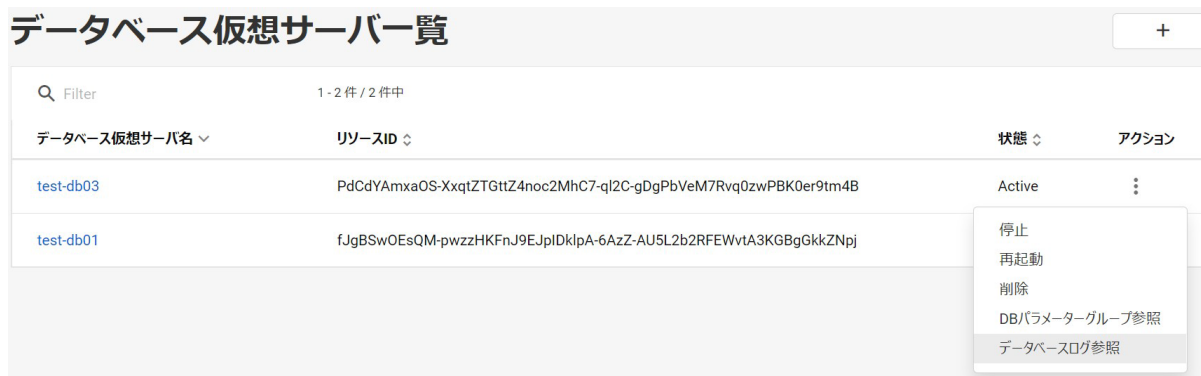 データベース仮想サーバ一覧
+
Filter
1 - 2 件 / 2 件中
データベース仮想サーバ名 リソースID 状態 アクション
test-db03 PdCdYAmxaOS-XxqtZTGttZ4noc2MhC7-ql2C-gDgPbVeM7Rvq0zwPBK0er9tm4B Active
test-db01 fJgBSwOEsQM-pwzzHKFnJ9EJpIDklpA-6AzZ-AU5L2b2RFEWvtA3KGBgGkkZNpj
停止
再起動
削除
DBパラメーターグループ参照
データベースログ参照